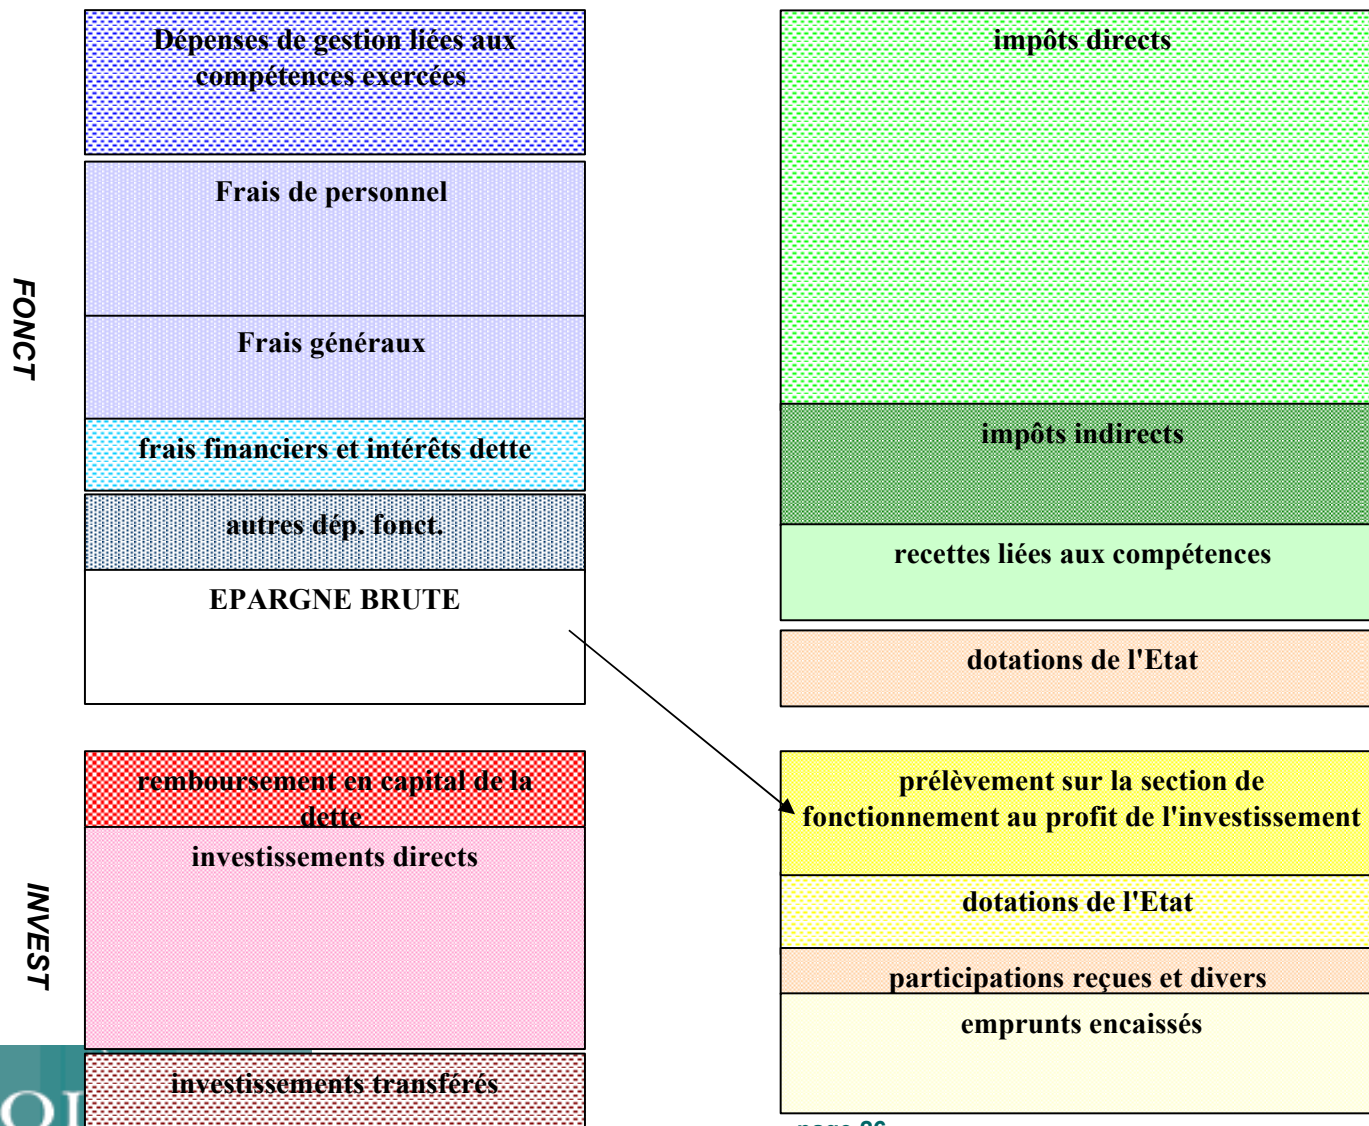 FONCT
Dépenses de gestion liées aux
compétences exercées
Frais de personnel
Frais généraux
frais financiers et intérêts dette
autres dép. fonct.
EPARGNE BRUTE
impôts directs
impôts indirects
recettes liées aux compétences
dotations de l'Etat
INVEST
remboursement en capital de la
dette
investissements directs
investissements transférés
prélèvement sur la section de
fonctionnement au profit de l'investissement
dotations de l'Etat
participations reçues et divers
emprunts encaissés